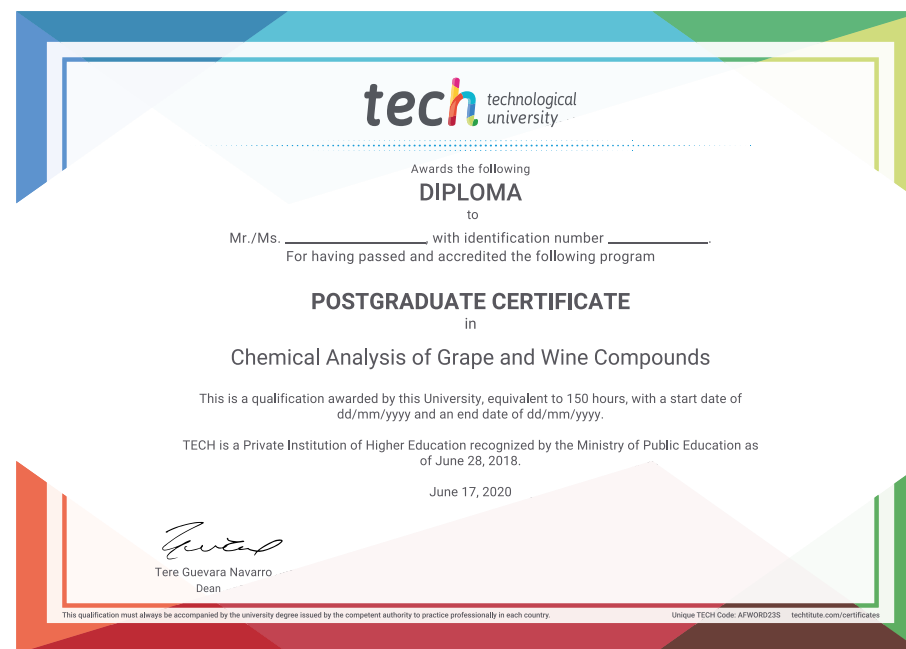 tech technological
university
Awards the following
DIPLOMA
to
Mr./Ms. ____________________, with identification number ______________.
For having passed and accredited the following program
POSTGRADUATE CERTIFICATE
in
Chemical Analysis of Grape and Wine Compounds
This is a qualification awarded by this University, equivalent to 150 hours, with a start date of
dd/mm/yyyy and an end date of dd/mm/yyyy.
TECH is a Private Institution of Higher Education recognized by the Ministry of Public Education as
of June 28, 2018.
June 17, 2020
Tere Guevara Navarro
Dean
This qualification must always be accompanied by the university degree issued by the competent authority to practice professionally in each country.
Unique TECH Code: AFWORD23S techtitute.com/certificates